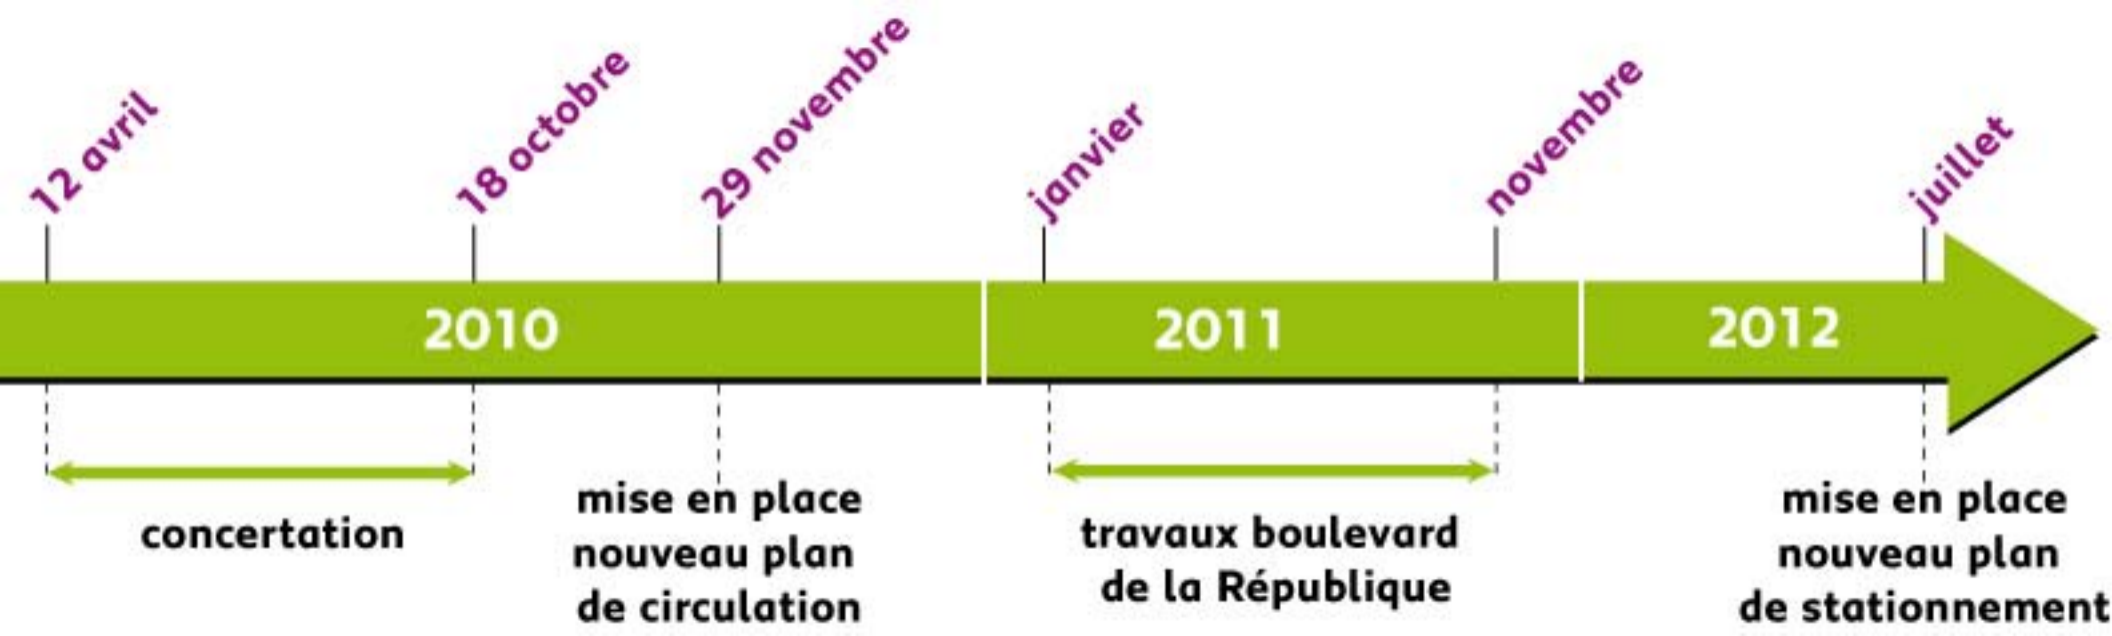 12 avril
18 octobre
29 novembre
janvier
novembre
juillet
2010
2011
2012
concertation
mise en place
nouveau plan
de circulation
travaux boulevard
de la République
mise en place
nouveau plan
de stationnement